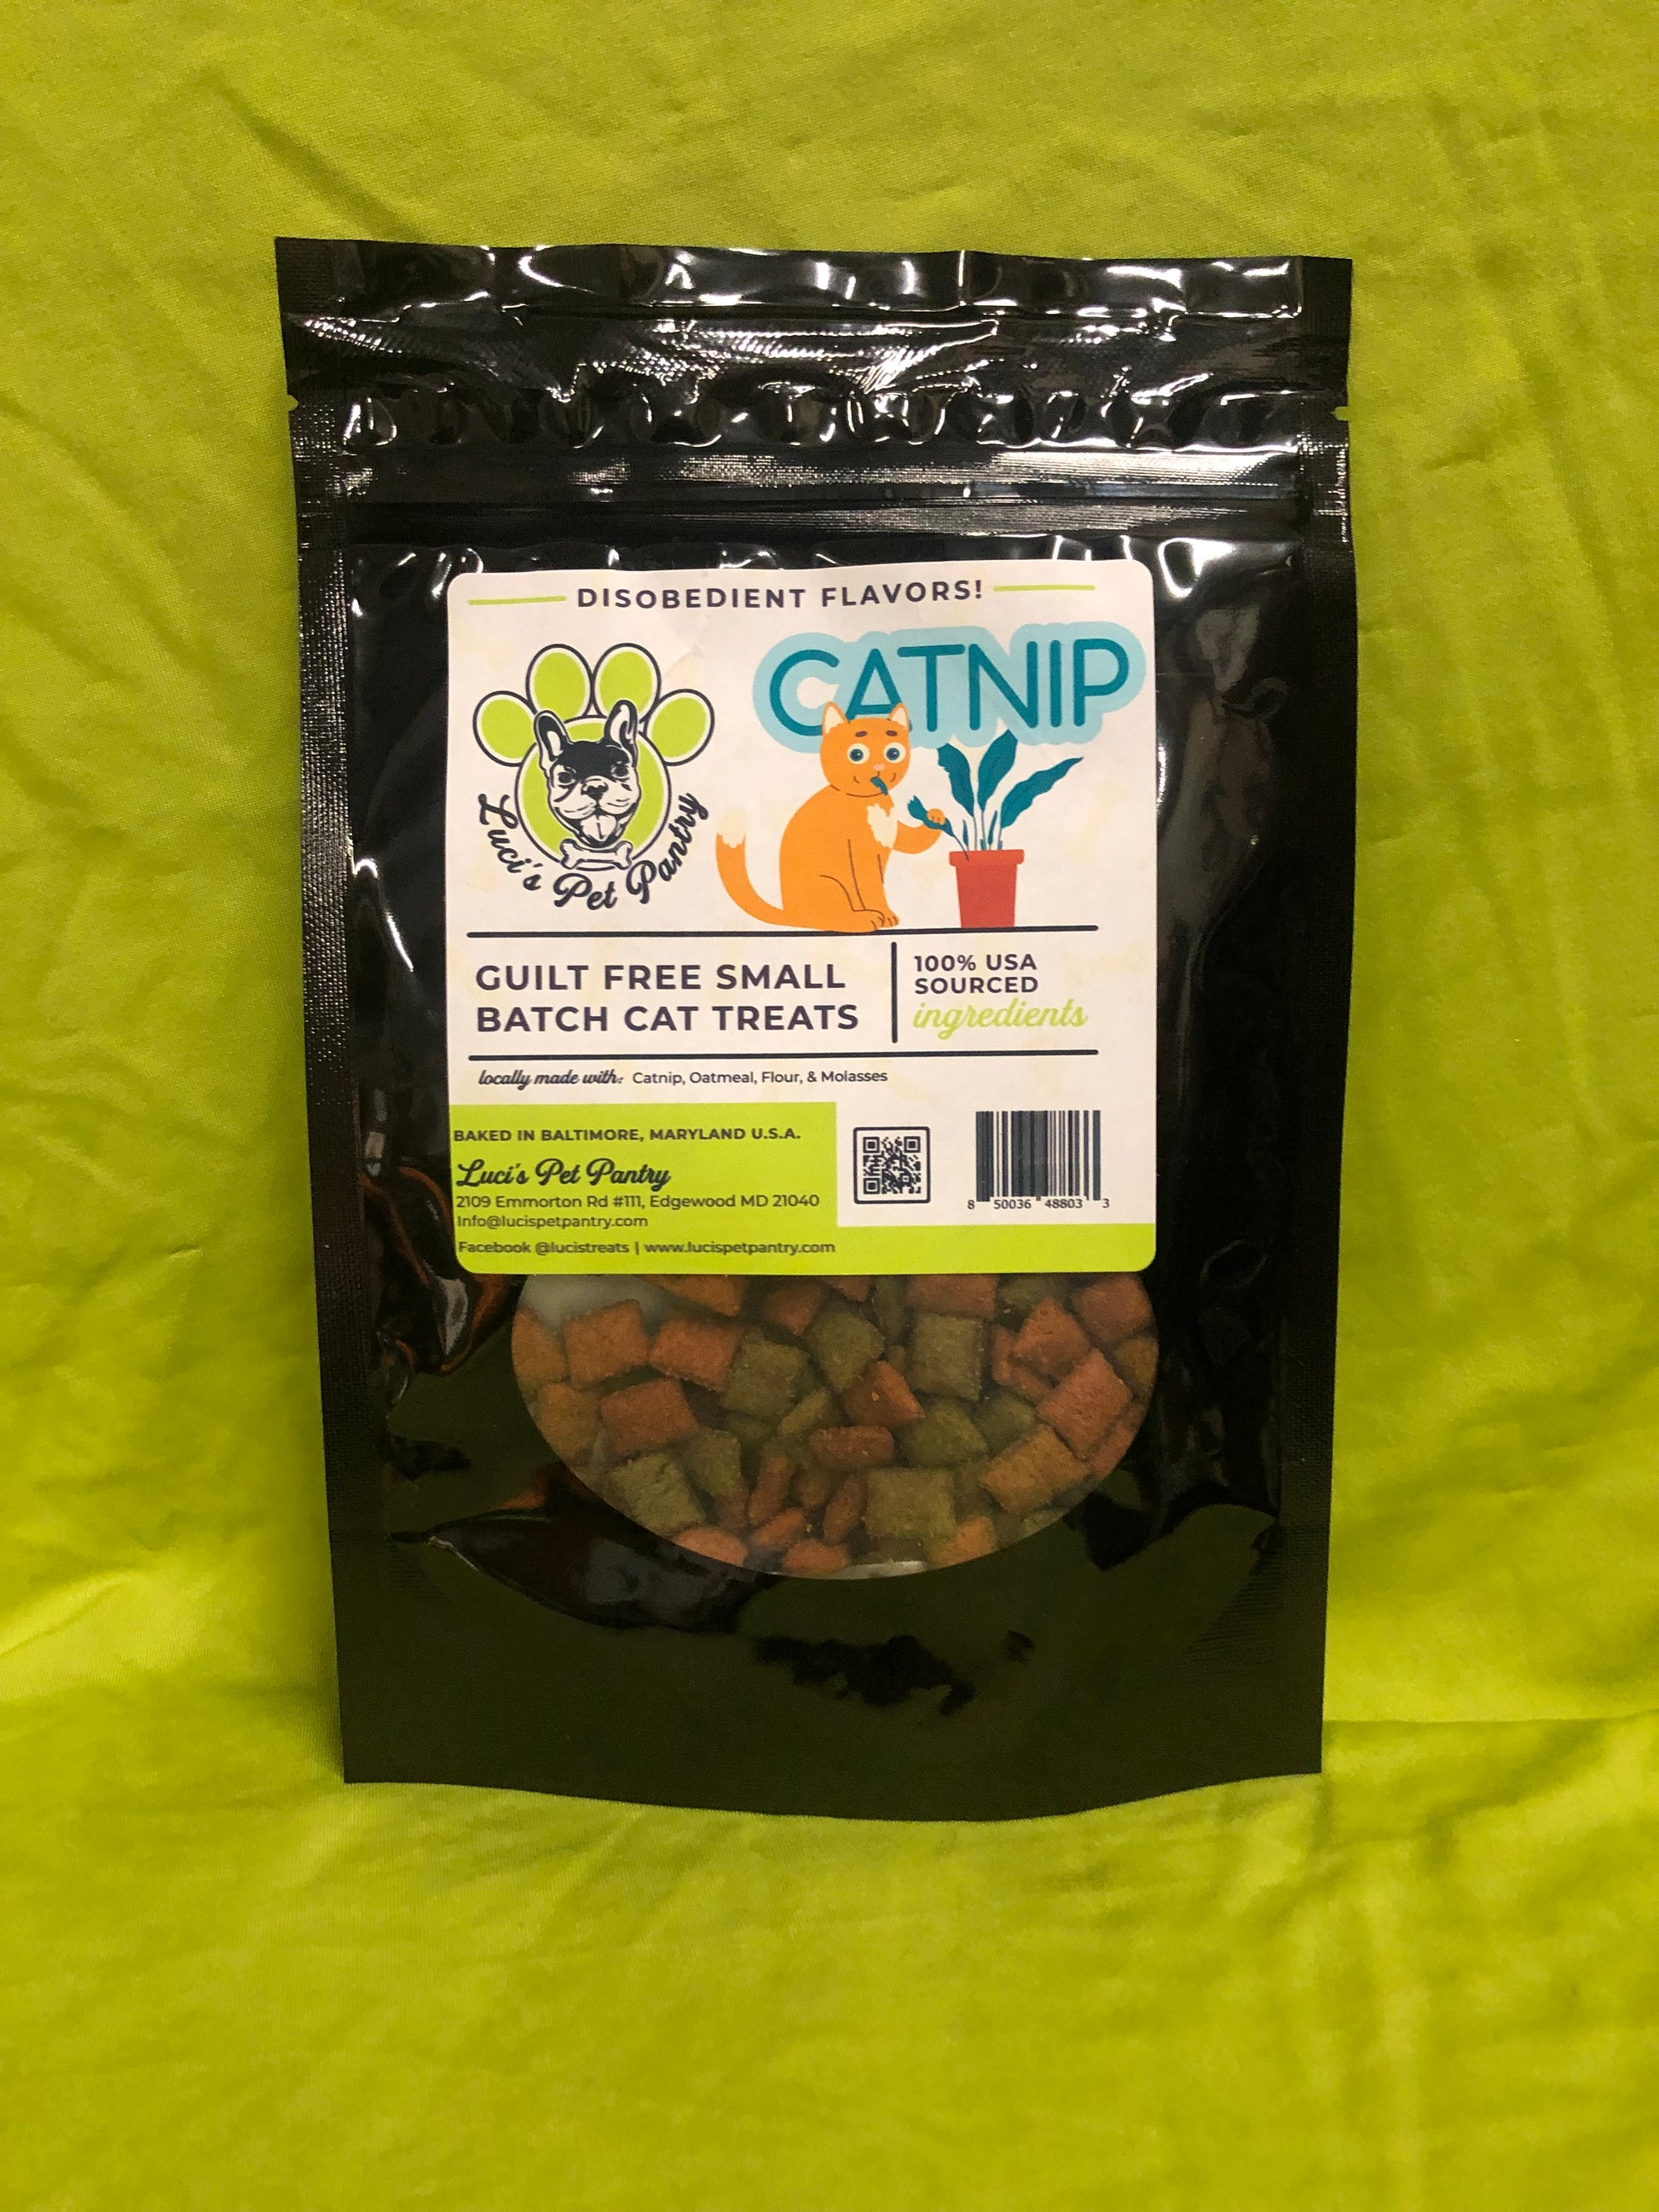 DISOBEDIENT FLAVORS!
CATNIP
Luci's Pet Pantry
GUILT FREE SMALL
BATCH CAT TREATS
100% USA
SOURCED
ingredients
locally made with: Catnip, Oatmeal, Flour, & Molasses
BAKED IN BALTIMORE, MARYLAND U.S.A.
Luci's Pet Pantry
2109 Emmorton Rd #111, Edgewood MD 21040
Info@lucispetpantry.com
Facebook @lucistreats | www.lucispetpantry.com
8 50036 48803 3